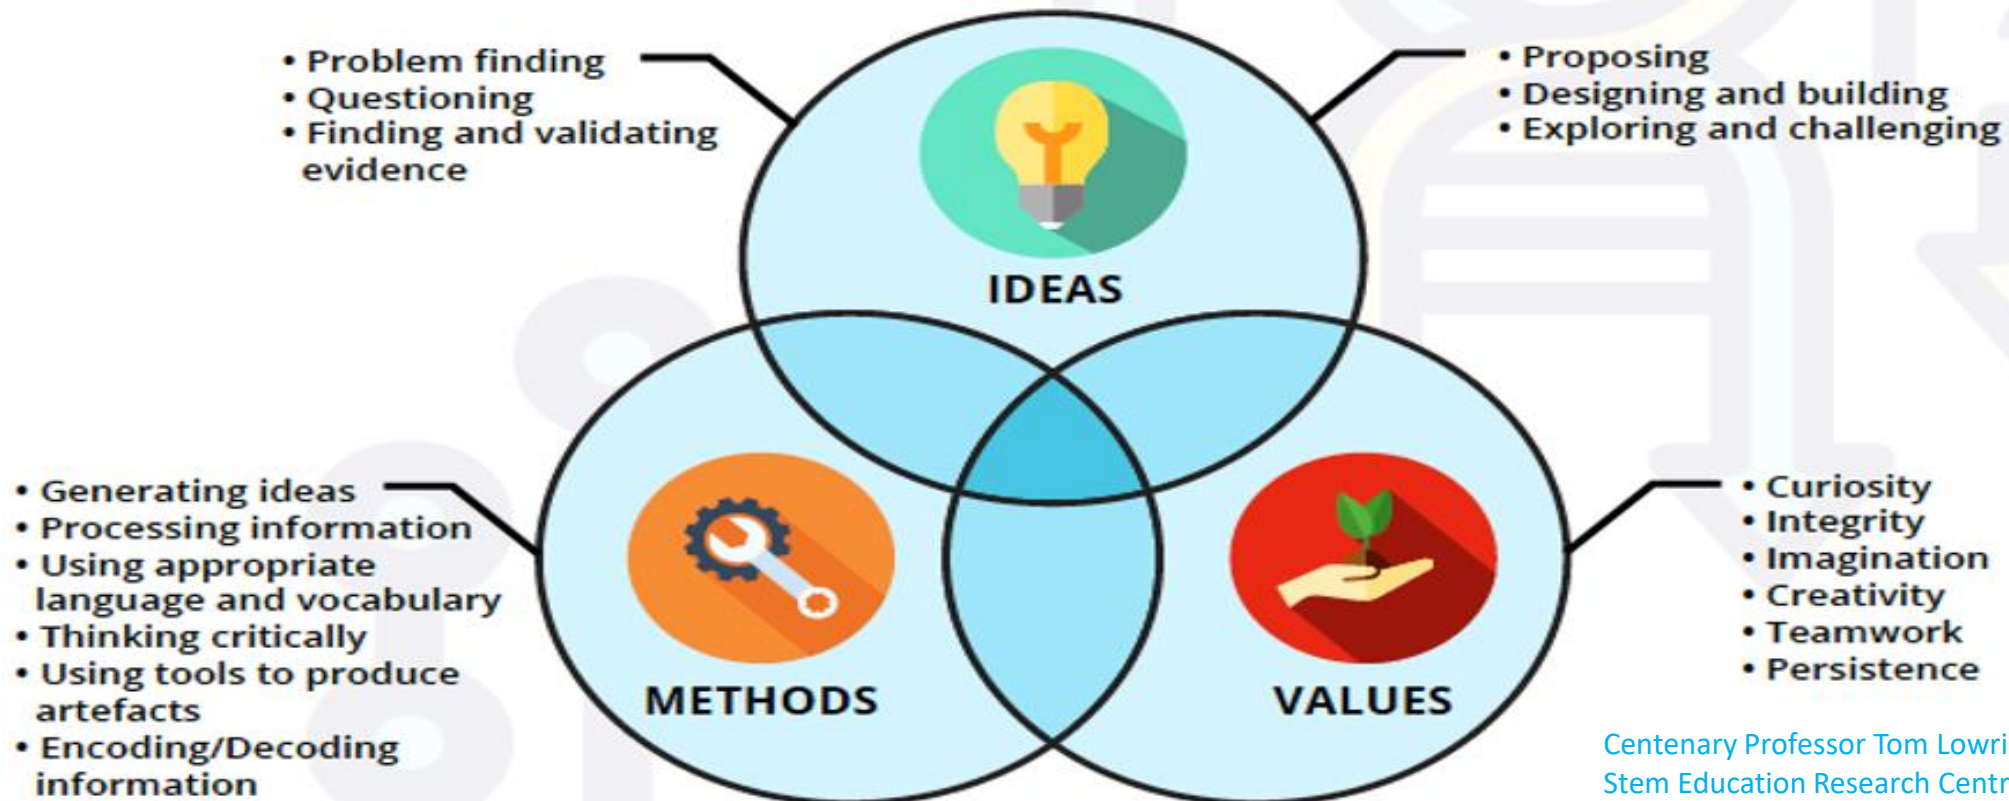 • Problem finding
• Questioning
• Finding and validating
evidence
• Proposing
• Designing and building
• Exploring and challenging
IDEAS
• Generating ideas
• Processing information
• Using appropriate
language and vocabulary
• Thinking critically
• Using tools to produce
artefacts
• Encoding/Decoding
information
METHODS
VALUES
• Curiosity
• Integrity
• Imagination
• Creativity
• Teamwork
• Persistence
Centenary Professor Tom Lowri
Stem Education Research Centr